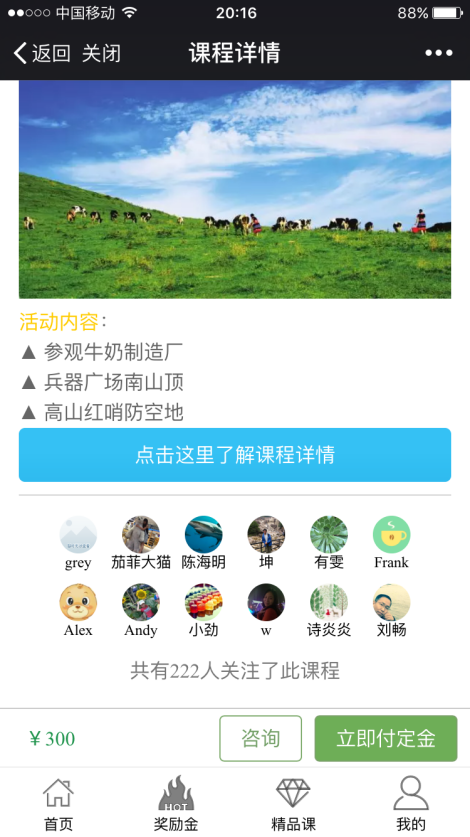 中国移动 20:16 88%
返回 关闭 课程详情
活动内容：
▲ 参观牛奶制造厂
▲ 兵器广场南山顶
▲ 高山红哨防空地
点击这里了解课程详情
grey 茄菲大猫 陈海明 坤 有雯 Frank
Alex Andy 小劲 w 诗炎炎 刘畅
共有222人关注了此课程
￥300 咨询 立即付定金
HOT
首页 奖励金 精品课 我的